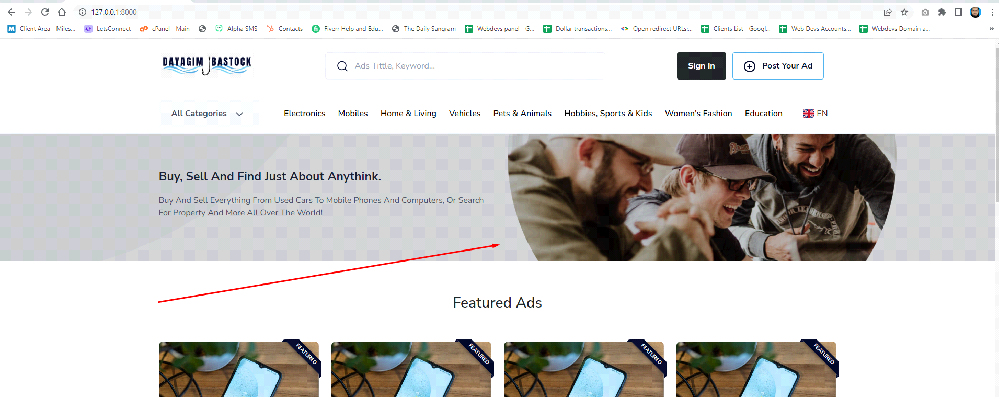 127.0.0.1:8000
Client Area - Miles... LetsConnect cPanel - Main Alpha SMS Contacts Fiverr Help and Edu... The Daily Sangram Webdevs panel - G... Dollar transactions... Open redirect URLs:... Clients List - Googl... Web Devs Accounts... Webdevs Domain a... »
DAYAGIM BASTOCK
Ads Tittle, Keyword...
Sign In
Post Your Ad
All Categories
Electronics Mobiles Home & Living Vehicles Pets & Animals Hobbies, Sports & Kids Women's Fashion Education
EN
Buy, Sell And Find Just About Anythink.
Buy And Sell Everything From Used Cars To Mobile Phones And Computers, Or Search
For Property And More All Over The World!
Featured Ads
FEATURED
FEATURED
FEATURED
FEATURED